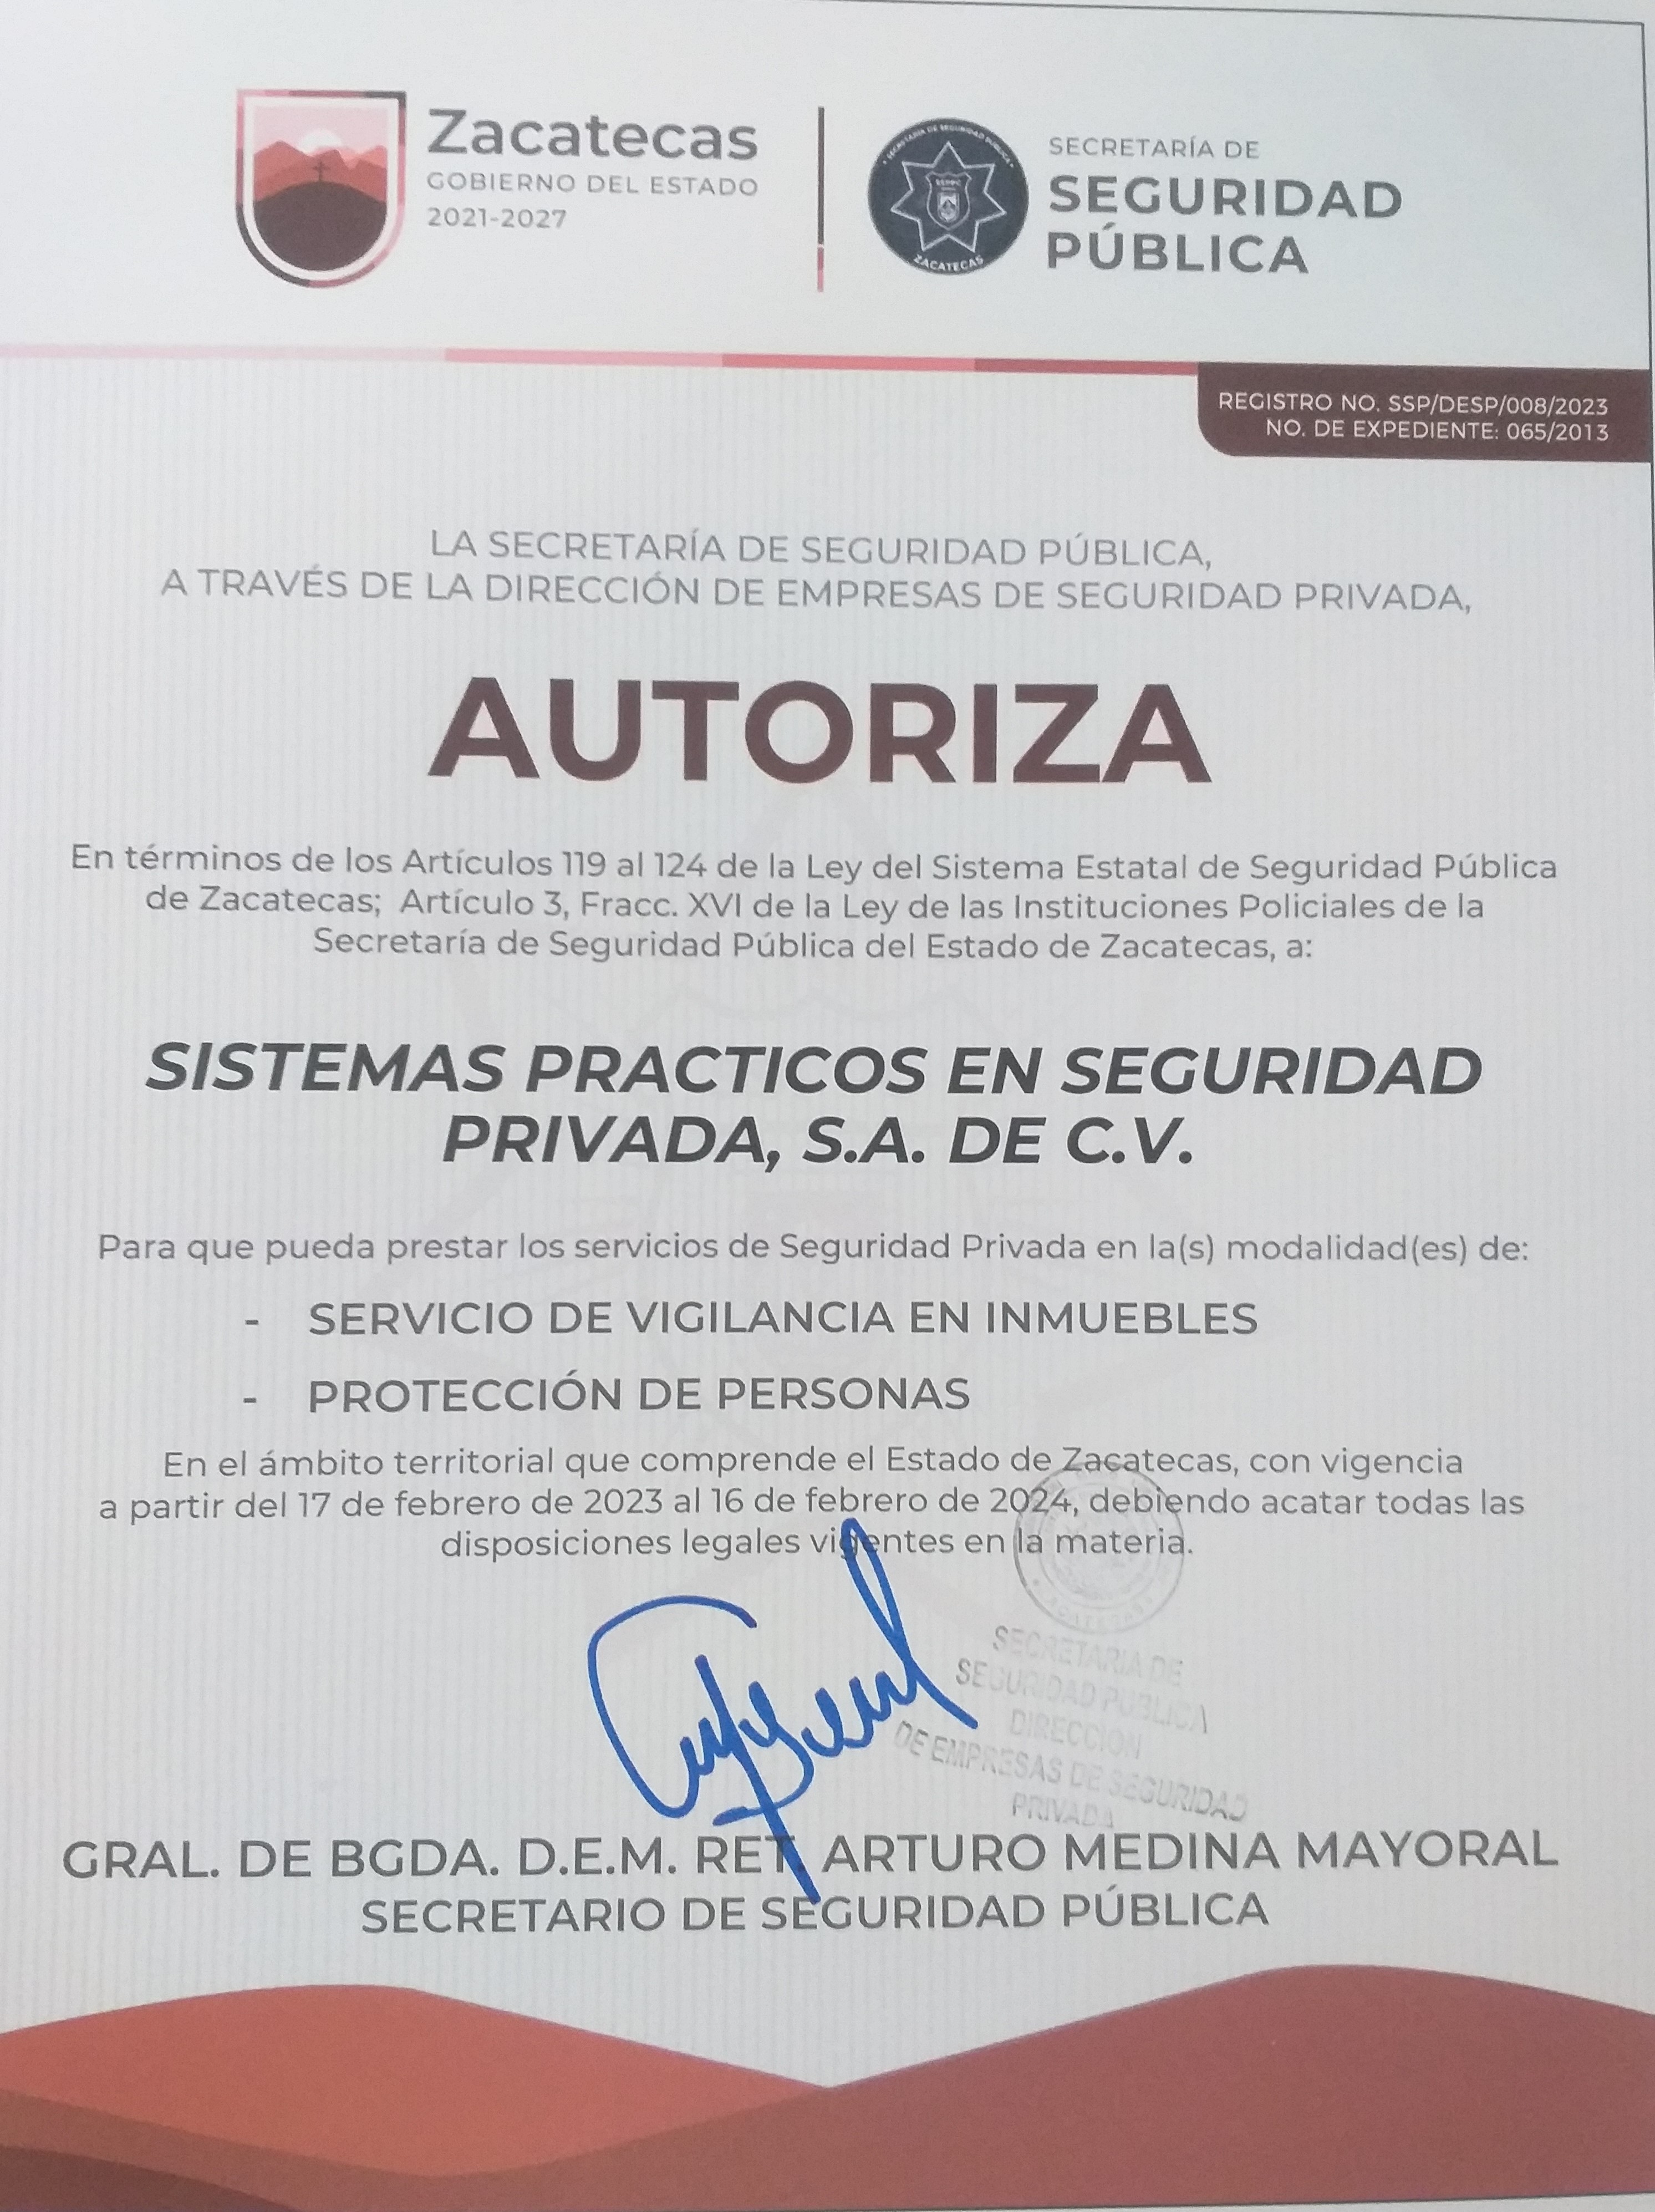 Zacatecas
GOBIERNO DEL ESTADO
2021-2027
SECRETARÍA DE SEGURIDAD PÚBLICA
ZACATECAS
SECRETARÍA DE
SEGURIDAD
PÚBLICA
REGISTRO NO. SSP/DESP/008/2023
NO. DE EXPEDIENTE: 065/2013
LA SECRETARÍA DE SEGURIDAD PÚBLICA,
A TRAVÉS DE LA DIRECCIÓN DE EMPRESAS DE SEGURIDAD PRIVADA,
AUTORIZA
En términos de los Artículos 119 al 124 de la Ley del Sistema Estatal de Seguridad Pública
de Zacatecas; Artículo 3, Fracc. XVI de la Ley de las Instituciones Policiales de la
Secretaría de Seguridad Pública del Estado de Zacatecas, a:
SISTEMAS PRACTICOS EN SEGURIDAD
PRIVADA, S.A. DE C.V.
Para que pueda prestar los servicios de Seguridad Privada en la(s) modalidad(es) de:
- SERVICIO DE VIGILANCIA EN INMUEBLES
- PROTECCIÓN DE PERSONAS
En el ámbito territorial que comprende el Estado de Zacatecas, con vigencia
a partir del 17 de febrero de 2023 al 16 de febrero de 2024, debiendo acatar todas las
disposiciones legales vigentes en la materia.
SECRETARIA DE
SEGURIDAD PUBLICA
DIRECCION
DE EMPRESAS DE SEGURIDAD
PRIVADA
GRAL. DE BGDA. D.E.M. RET. ARTURO MEDINA MAYORAL
SECRETARIO DE SEGURIDAD PÚBLICA